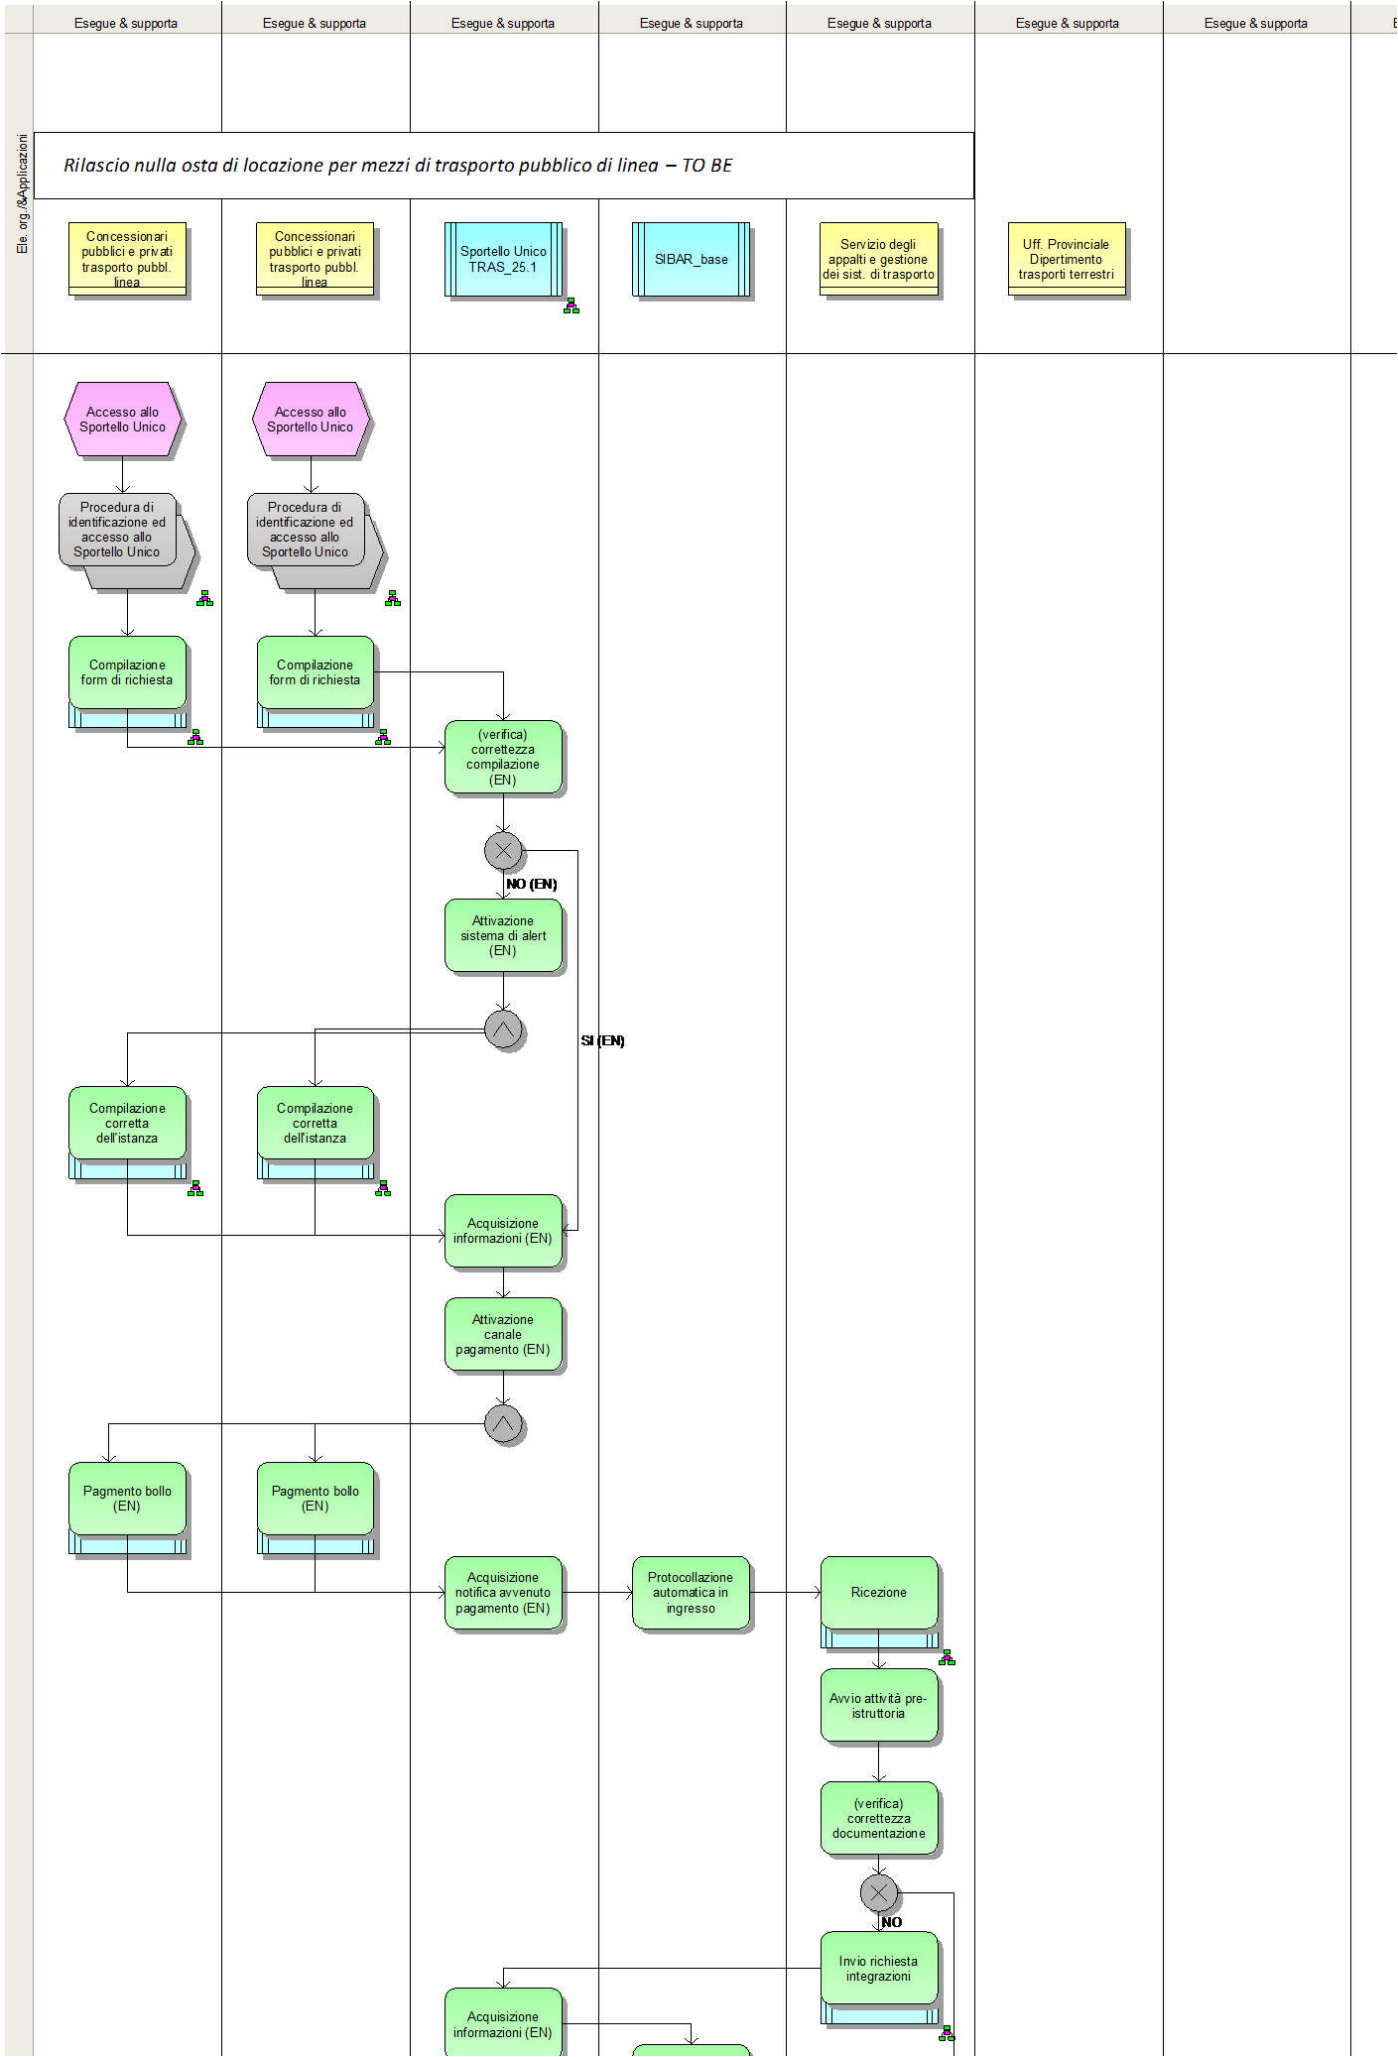 Esegue & supporta
Esegue & supporta
Esegue & supporta
Esegue & supporta
Esegue & supporta
Esegue & supporta
Esegue & supporta
E
Ele. org./&Applicazioni
Rilascio nulla osta di locazione per mezzi di trasporto pubblico di linea – TO BE
Concessionari
pubblici e privati
trasporto pubbl.
linea
Concessionari
pubblici e privati
trasporto pubbl.
linea
Sportello Unico
TRAS_25.1
SIBAR_base
Servizio degli
appalti e gestione
dei sist. di trasporto
Uff. Provinciale
Dipertimento
trasporti terrestri
Accesso allo
Sportello Unico
Accesso allo
Sportello Unico
Procedura di
identificazione ed
accesso allo
Sportello Unico
Procedura di
identificazione ed
accesso allo
Sportello Unico
Compilazione
form di richiesta
Compilazione
form di richiesta
(verifica)
correttezza
compilazione
(EN)
NO (EN)
Attivazione
sistema di alert
(EN)
SI (EN)
Compilazione
corretta
dell'istanza
Compilazione
corretta
dell'istanza
Acquisizione
informazioni (EN)
Attivazione
canale
pagamento (EN)
Pagmento bollo
(EN)
Pagmento bollo
(EN)
Acquisizione
notifica avvenuto
pagamento (EN)
Protocollazione
automatica in
ingresso
Ricezione
Avvio attività pre-
istruttoria
(verifica)
correttezza
documentazione
NO
Invio richiesta
integrazioni
Acquisizione
informazioni (EN)